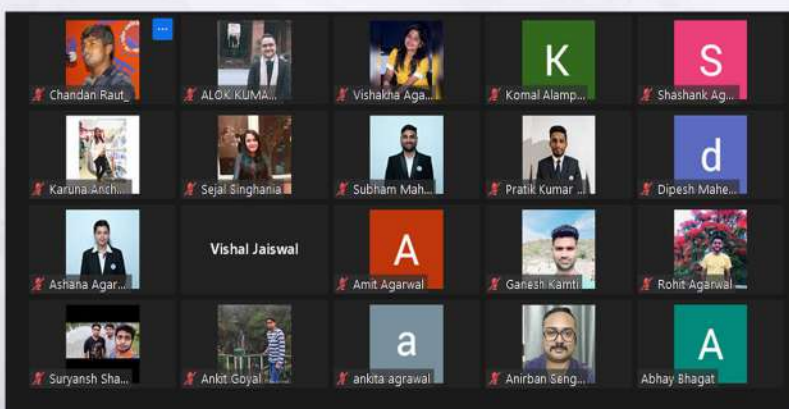 ...
Chandan Raut_
ALOK KUMA...
Vishakha Aga...
K
Komal Alamp...
S
Shashank Ag...
Karuna Anch...
Sejal Singhania
Subham Mah...
Pratik Kumar ...
d
Dipesh Mahe...
Ashana Agar...
Vishal Jaiswal
A
Amit Agarwal
Ganesh Kamti
Rohit Agarwal
Suryansh Sha...
Ankit Goyal
a
ankita agrawal
Anirban Seng...
A
Abhay Bhagat